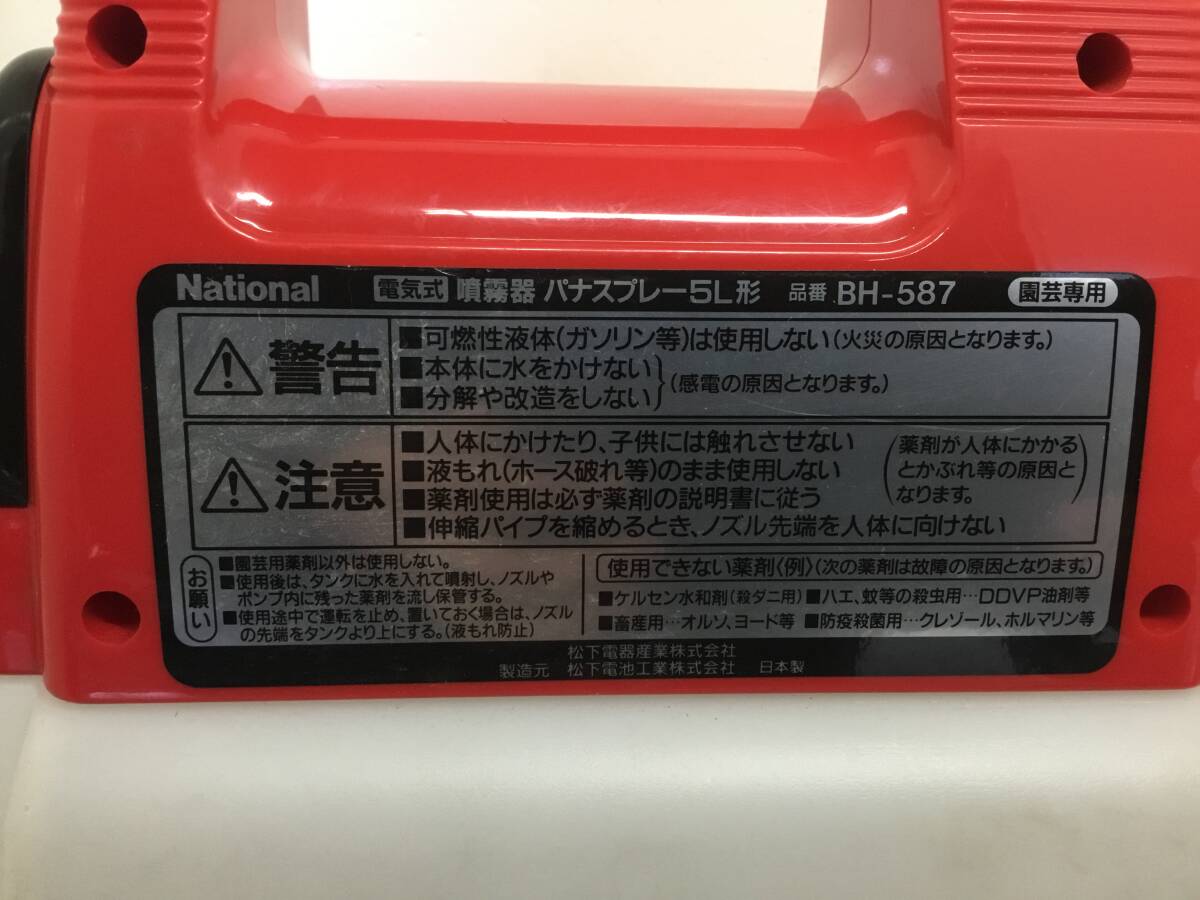 National 電気式 噴霧器 パナスプレー5L形 品番 BH-587 園芸専用
警告
■可燃性液体(ガソリン等)は使用しない(火災の原因となります。)
■本体に水をかけない
■分解や改造をしない
(感電の原因となります。)
注意
■人体にかけたり、子供には触れさせない
■液もれ(ホース破れ等)のまま使用しない
■薬剤使用は必ず薬剤の説明書に従う
■伸縮パイプを縮めるとき、ノズル先端を人体に向けない
(薬剤が人体にかかる
とかぶれ等の原因と
なります。)
お願い
■園芸用薬剤以外は使用しない。
■使用後は、タンクに水を入れて噴射し、ノズルや
ポンプ内に残った薬剤を流し保管する。
■使用途中で運転を止め、置いておく場合は、ノズル
の先端をタンクより上にする。(液もれ防止)
使用できない薬剤〈例〉(次の薬剤は故障の原因となります。)
■ケルセン水和剤(殺ダニ用) ■ハエ、蚊等の殺虫用…DDVP油剤等
■畜産用…オルソ、ヨード等 ■防疫殺菌用…クレゾール、ホルマリン等
松下電器産業株式会社
製造元 松下電池工業株式会社 日本製